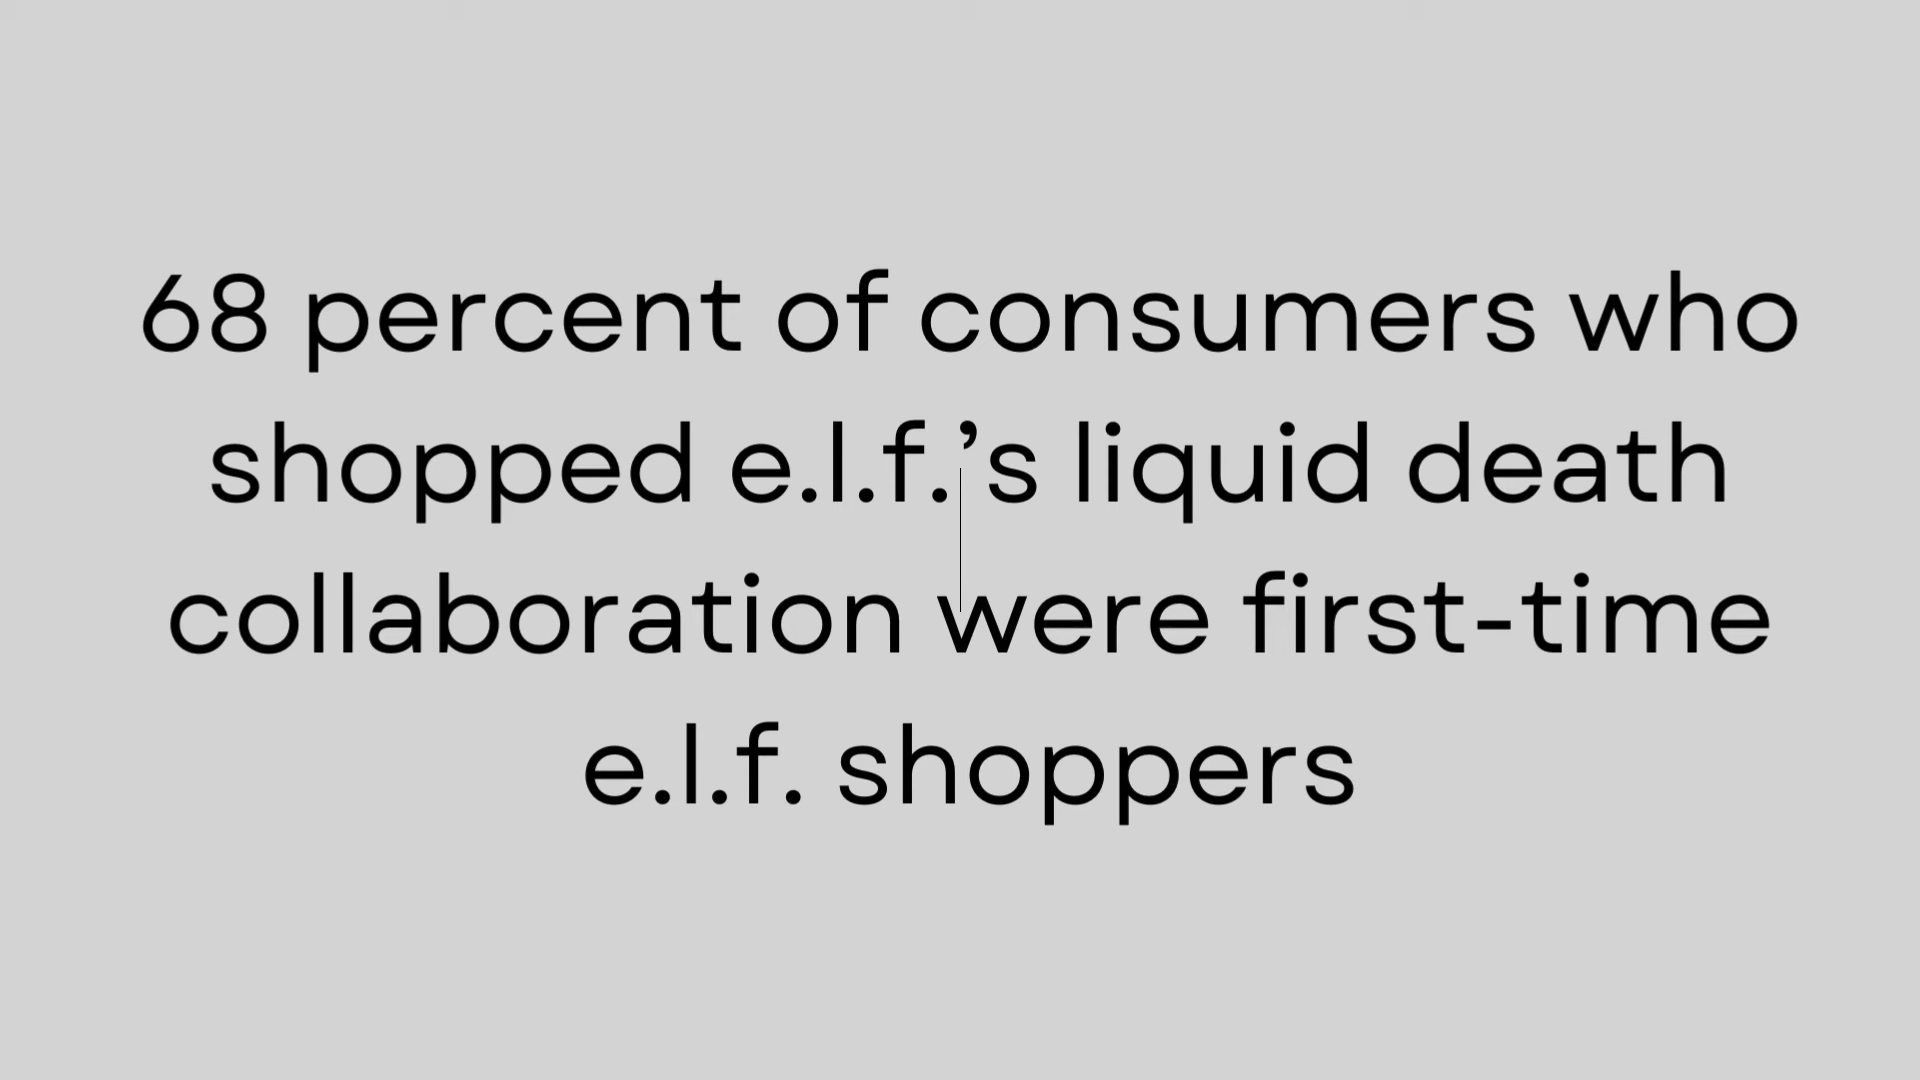 68 percent of consumers who
shopped e.l.f.’s liquid death
collaboration were first-time
e.l.f. shoppers